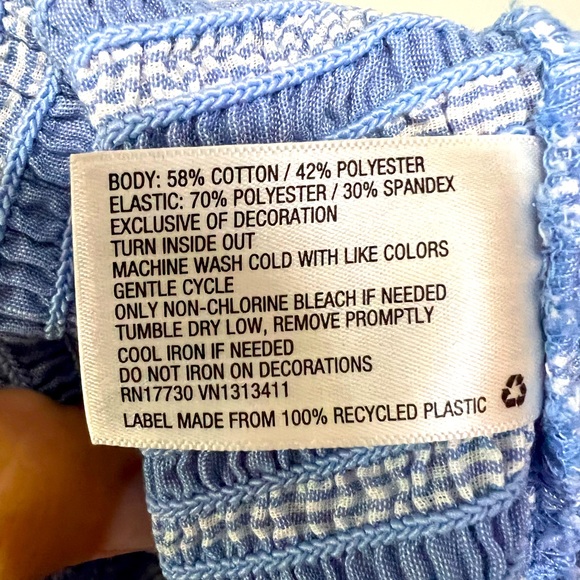 BODY: 58% COTTON / 42% POLYESTER
ELASTIC: 70% POLYESTER / 30% SPANDEX
EXCLUSIVE OF DECORATION
TURN INSIDE OUT
MACHINE WASH COLD WITH LIKE COLORS
GENTLE CYCLE
ONLY NON-CHLORINE BLEACH IF NEEDED
TUMBLE DRY LOW, REMOVE PROMPTLY
COOL IRON IF NEEDED
DO NOT IRON ON DECORATIONS
RN17730 VN1313411
LABEL MADE FROM 100% RECYCLED PLASTIC